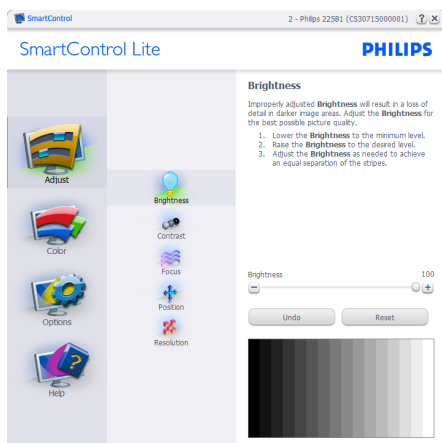 SmartControl
2 - Philips 225B1 (CS30715000001)
SmartControl Lite
PHILIPS
Adjust
Color
Options
Help
Brightness
Contrast
Focus
Position
Resolution
Brightness
Improperly adjusted Brightness will result in a loss of
detail in darker image areas. Adjust the Brightness for
the best possible picture quality.
1. Lower the Brightness to the minimum level.
2. Raise the Brightness to the desired level.
3. Adjust the Brightness as needed to achieve
an equal separation of the stripes.
Brightness 100
Undo Reset